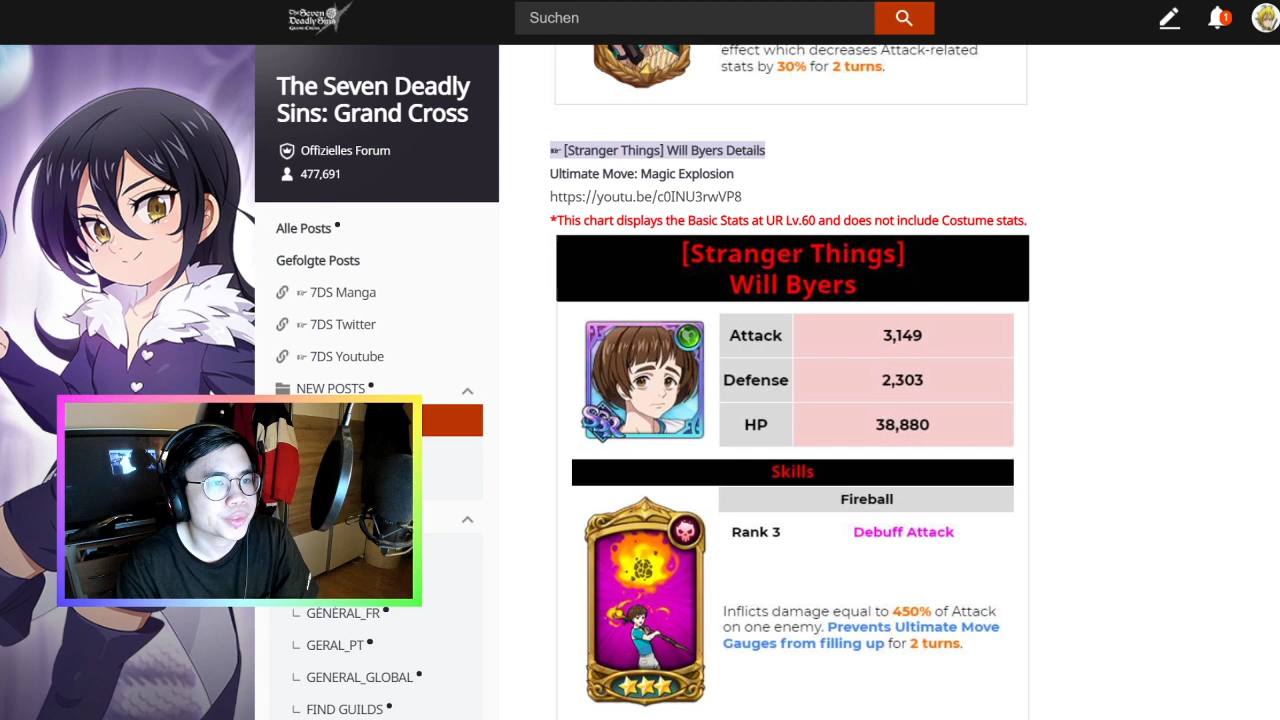 The Seven
Deadly Sins
GRAND CROSS
Suchen
1
The Seven Deadly
Sins: Grand Cross
Offizielles Forum
477,691
Alle Posts
Gefolgte Posts
☞ 7DS Manga
☞ 7DS Twitter
☞ 7DS Youtube
NEW POSTS
GÉNÉRAL_FR
GERAL_PT
GENERAL_GLOBAL
FIND GUILDS
effect which decreases Attack-related
stats by 30% for 2 turns.
☞ [Stranger Things] Will Byers Details
Ultimate Move: Magic Explosion
https://youtu.be/c0INU3rwVP8
*This chart displays the Basic Stats at UR Lv.60 and does not include Costume stats.
[Stranger Things]
Will Byers
SSR
Attack 3,149
Defense 2,303
HP 38,880
Skills
Fireball
Rank 3 Debuff Attack
Inflicts damage equal to 450% of Attack
on one enemy. Prevents Ultimate Move
Gauges from filling up for 2 turns.